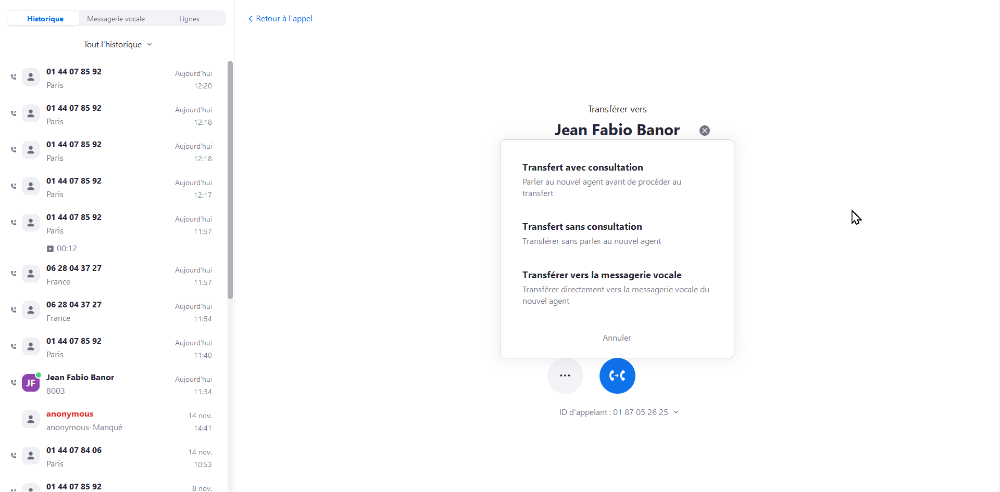 Historique
Messagerie vocale
Lignes
Tout l'historique
01 44 07 85 92
Aujourd'hui
Paris
12:20
01 44 07 85 92
Aujourd'hui
Paris
12:18
01 44 07 85 92
Aujourd'hui
Paris
12:18
01 44 07 85 92
Aujourd'hui
Paris
12:17
01 44 07 85 92
Aujourd'hui
Paris
11:57
00:12
06 28 04 37 27
Aujourd'hui
France
11:57
06 28 04 37 27
Aujourd'hui
France
11:54
01 44 07 85 92
Aujourd'hui
Paris
11:40
JF
Jean Fabio Banor
Aujourd'hui
8003
11:34
anonymous
14 nov.
anonymous· Manqué
14:41
01 44 07 84 06
14 nov.
Paris
10:53
01 44 07 85 92
8 nov.
Retour à l'appel
Transférer vers
Jean Fabio Banor
Transfert avec consultation
Parler au nouvel agent avant de procéder au
transfert
Transfert sans consultation
Transférer sans parler au nouvel agent
Transférer vers la messagerie vocale
Transférer directement vers la messagerie vocale du
nouvel agent
Annuler
ID d'appelant : 01 87 05 26 25